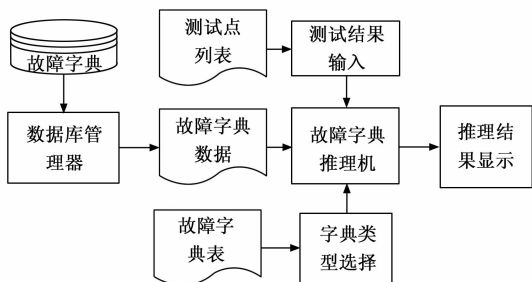 测试点
列表
测试结果
输入
故障字典
数据库管
理器
故障字典
数据
故障字典
推理机
推理结
果显示
故障字
典表
字典类
型选择